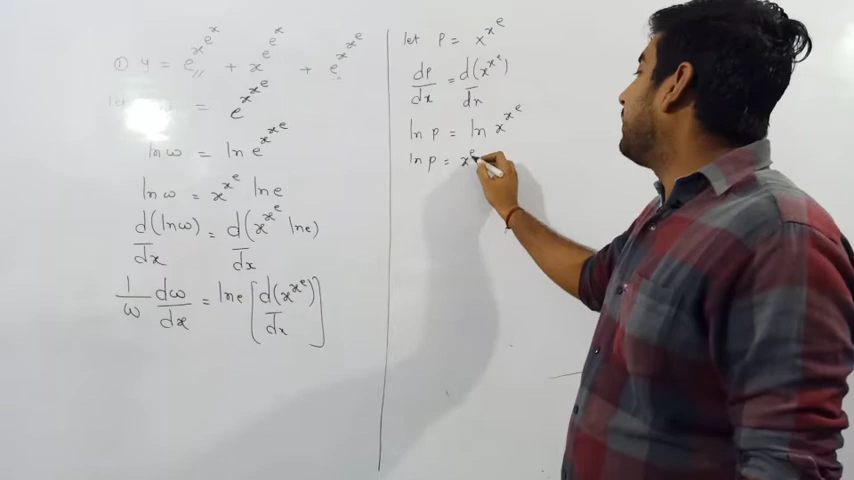 ① y = e^{x^{e^{x}}} + x^{e^{e^{x}}} + e^{x^{x^{e}}}
let ω = e^{x^{x^{e}}}
ln ω = ln e^{x^{x^{e}}}
ln ω = x^{x^{e}} ln e
d(ln ω)/dx = d(x^{x^{e}} ln e)/dx
1/ω dω/dx = ln e [d(x^{x^{e}})/dx]
let p = x^{x^{e}}
dp/dx = d(x^{x^{e}})/dx
ln p = ln x^{x^{e}}
ln p = x^{e}